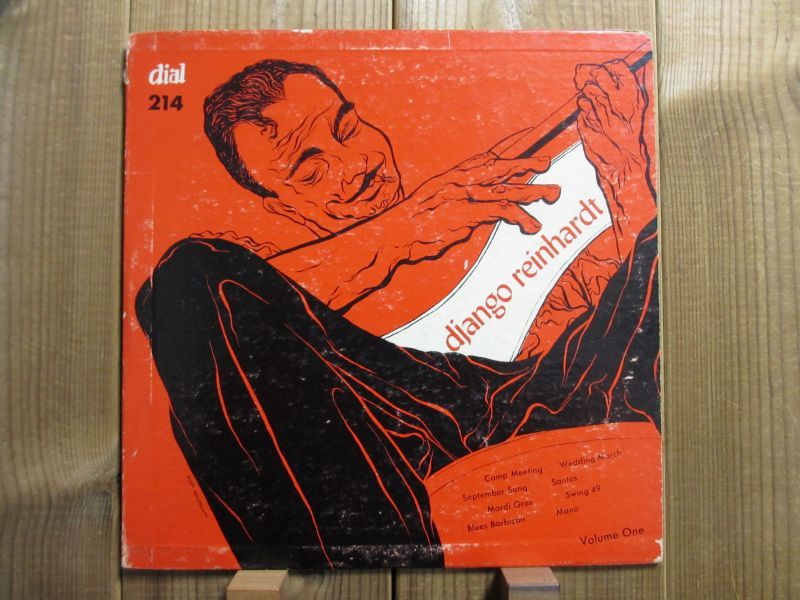 dial
214
django reinhardt
Camp Meeting Wedding March
September Song Santos
Mardi Gras Swing 49
Blues Barbicon Mano
Volume One